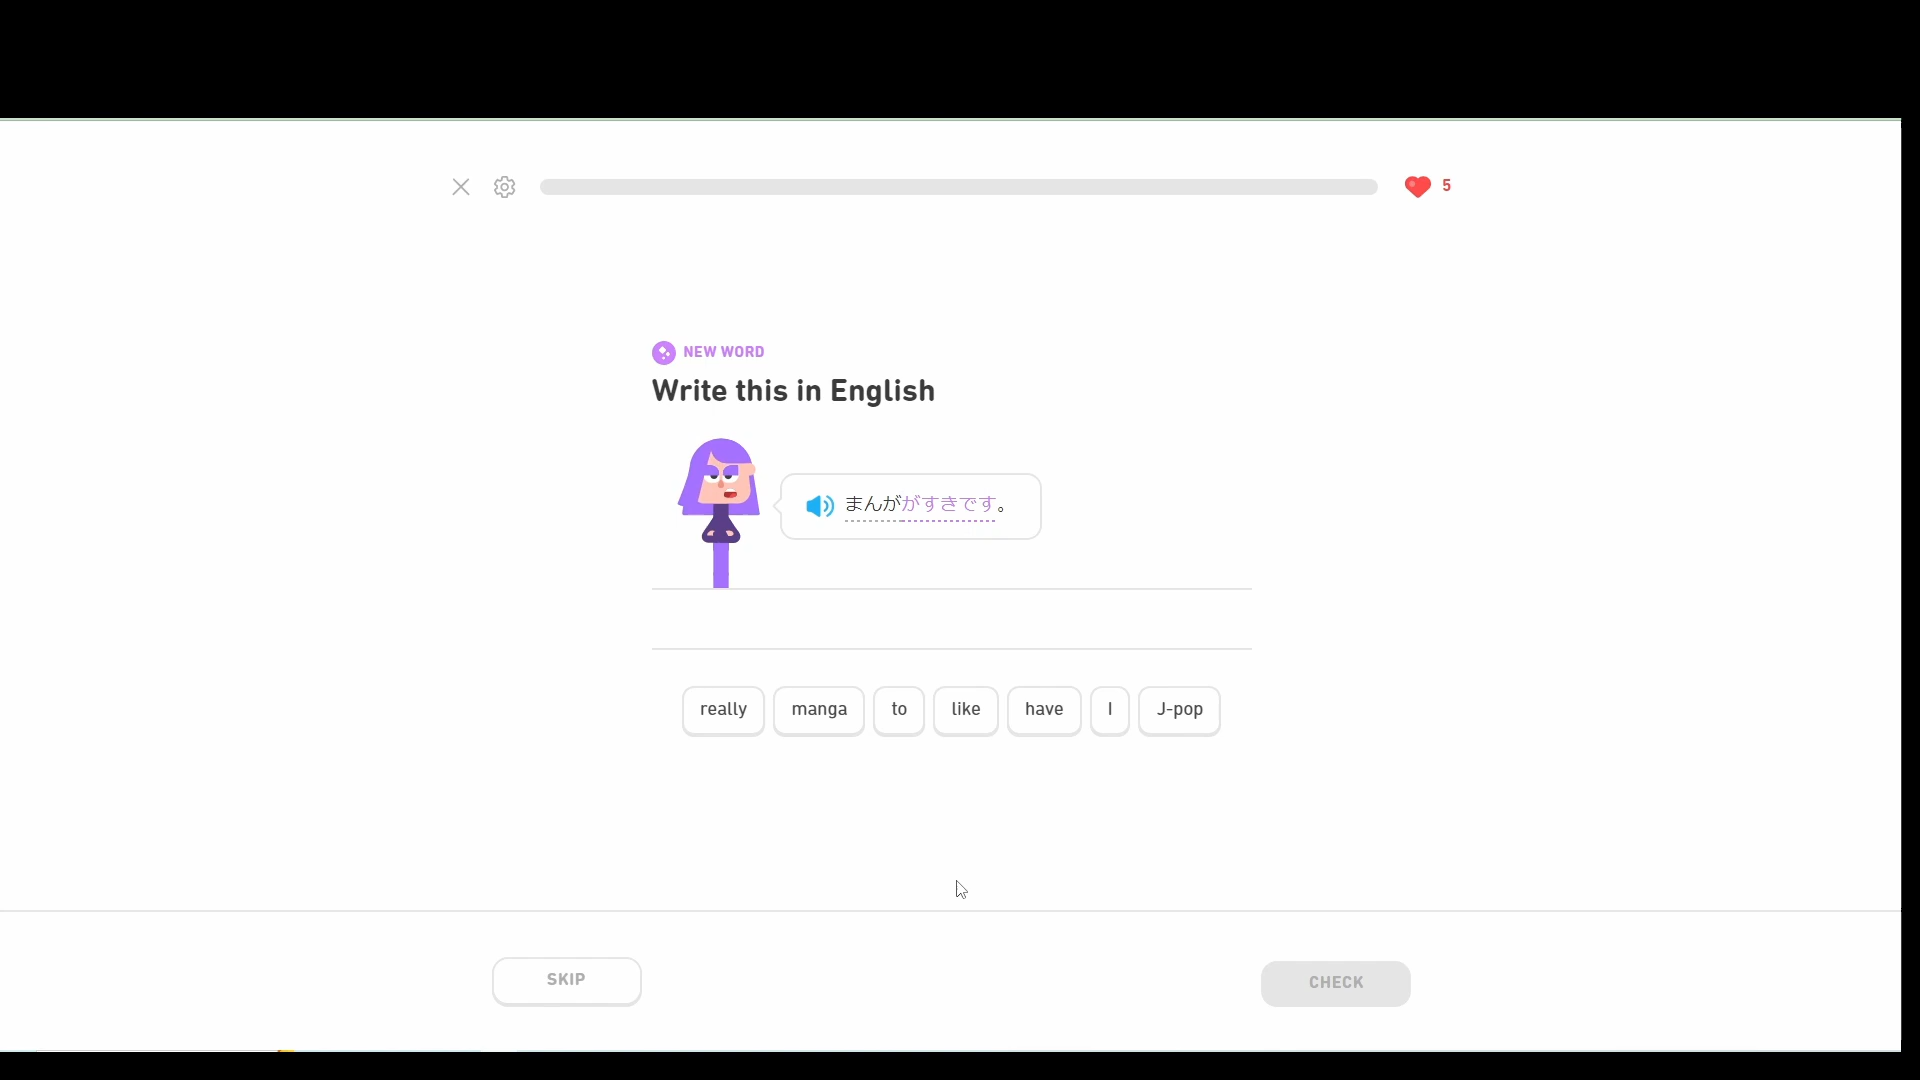 5
NEW WORD
Write this in English
まんががすきです。
really manga to like have I J-pop
SKIP CHECK